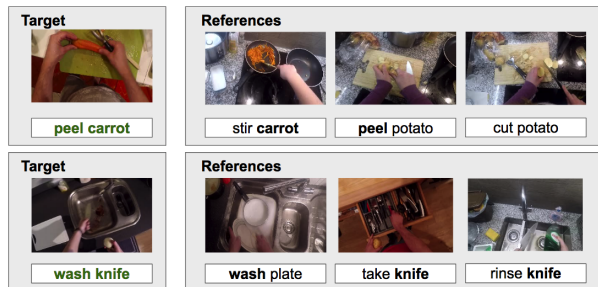 Target
References
peel carrot
stir carrot
peel potato
cut potato
Target
References
wash knife
wash plate
take knife
rinse knife